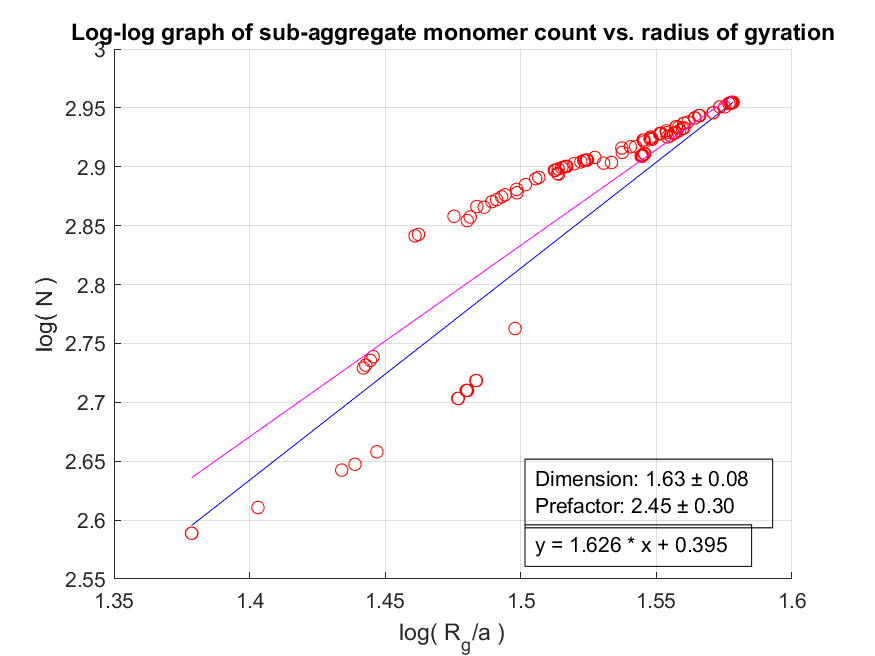 Log-log graph of sub-aggregate monomer count vs. radius of gyration
3
2.95
2.9
2.85
2.8
2.75
2.7
2.65
2.6
2.55
log( N )
Dimension: 1.63 ± 0.08
Prefactor: 2.45 ± 0.30
y = 1.626 * x + 0.395
1.35 1.4 1.45 1.5 1.55 1.6
log( R_g/a )